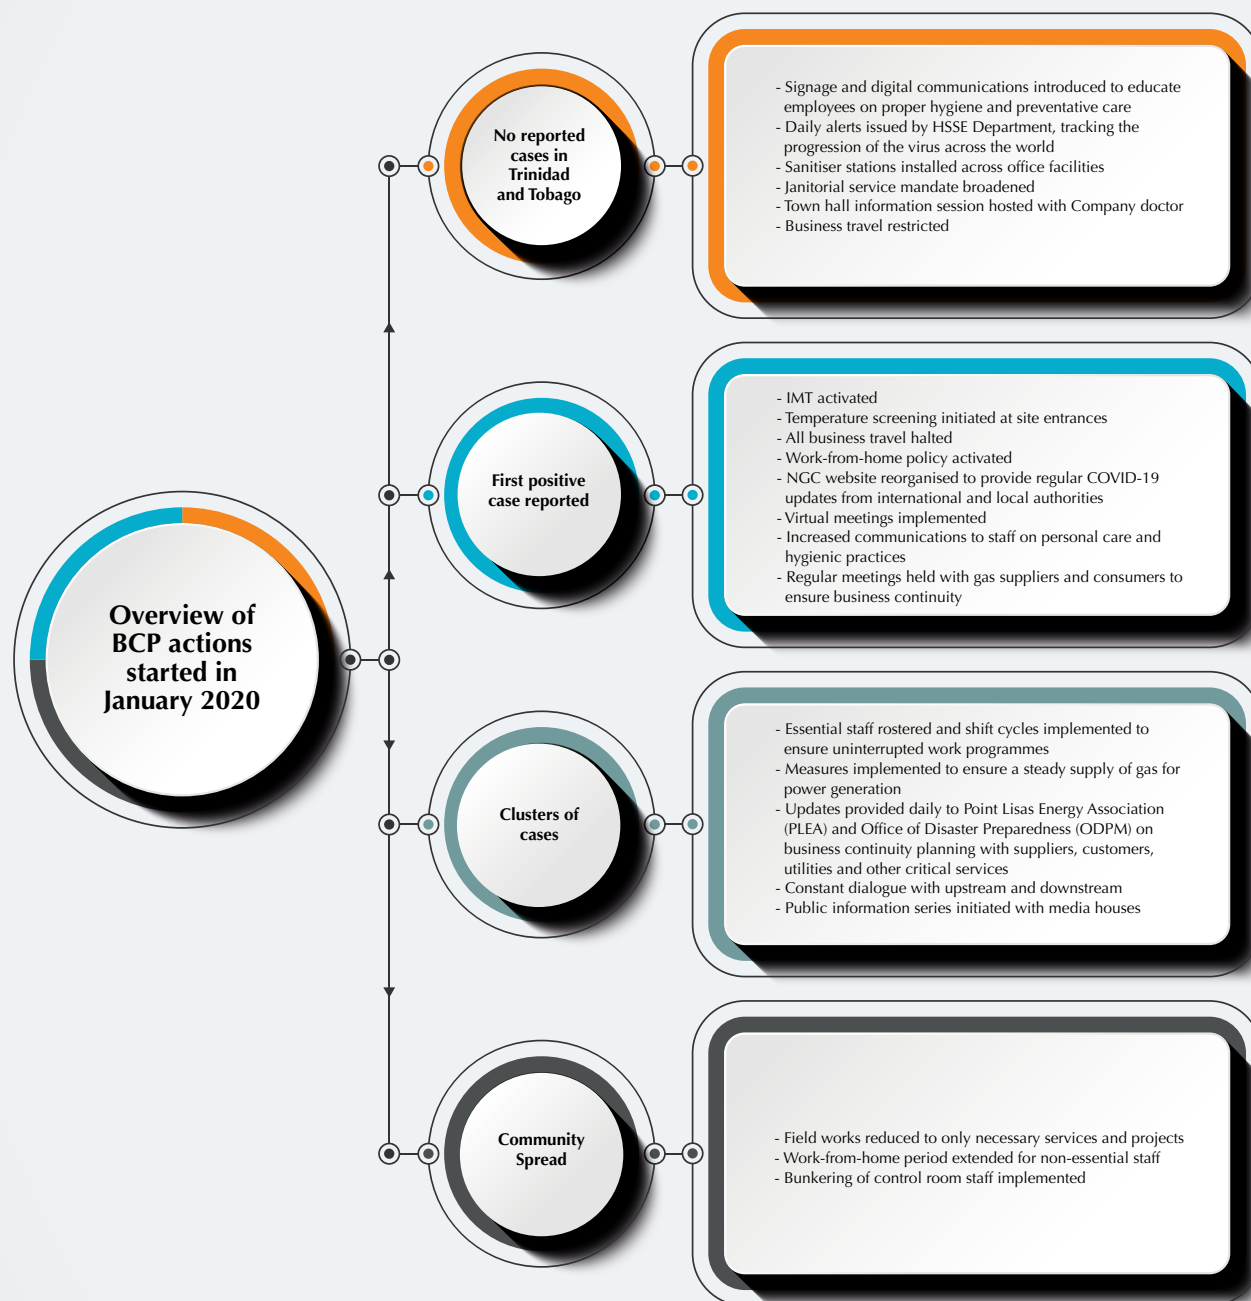 Overview of
BCP actions
started in
January 2020
No reported
cases in
Trinidad
and Tobago
- Signage and digital communications introduced to educate
employees on proper hygiene and preventative care
- Daily alerts issued by HSSE Department, tracking the
progression of the virus across the world
- Sanitiser stations installed across office facilities
- Janitorial service mandate broadened
- Town hall information session hosted with Company doctor
- Business travel restricted
First positive
case reported
- IMT activated
- Temperature screening initiated at site entrances
- All business travel halted
- Work-from-home policy activated
- NGC website reorganised to provide regular COVID-19
updates from international and local authorities
- Virtual meetings implemented
- Increased communications to staff on personal care and
hygienic practices
- Regular meetings held with gas suppliers and consumers to
ensure business continuity
Clusters of
cases
- Essential staff rostered and shift cycles implemented to
ensure uninterrupted work programmes
- Measures implemented to ensure a steady supply of gas for
power generation
- Updates provided daily to Point Lisas Energy Association
(PLEA) and Office of Disaster Preparedness (ODPM) on
business continuity planning with suppliers, customers,
utilities and other critical services
- Constant dialogue with upstream and downstream
- Public information series initiated with media houses
Community
Spread
- Field works reduced to only necessary services and projects
- Work-from-home period extended for non-essential staff
- Bunkering of control room staff implemented